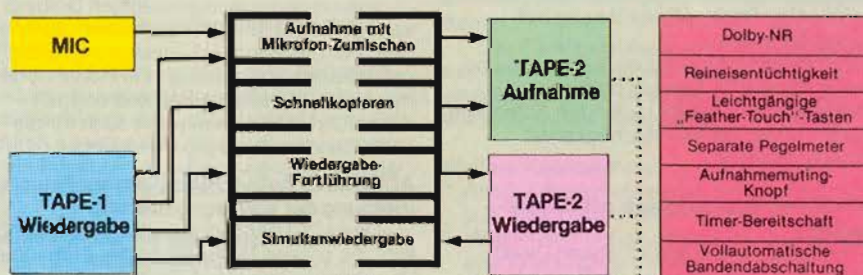 MIC
TAPE-1
Wiedergabe
Aufnahme mit
Mikrofon-Zumischen
Schnellkopieren
Wiedergabe-
Fortführung
Simultanwiedergabe
TAPE-2
Aufnahme
TAPE-2
Wiedergabe
Dolby-NR
Reineisentüchtigkeit
Leichtgängige
„Feather-Touch“-Tasten
Separate Pegelmeter
Aufnahmemuting-
Knopf
Timer-Bereitschaft
Vollautomatische
Bandendabschaltung